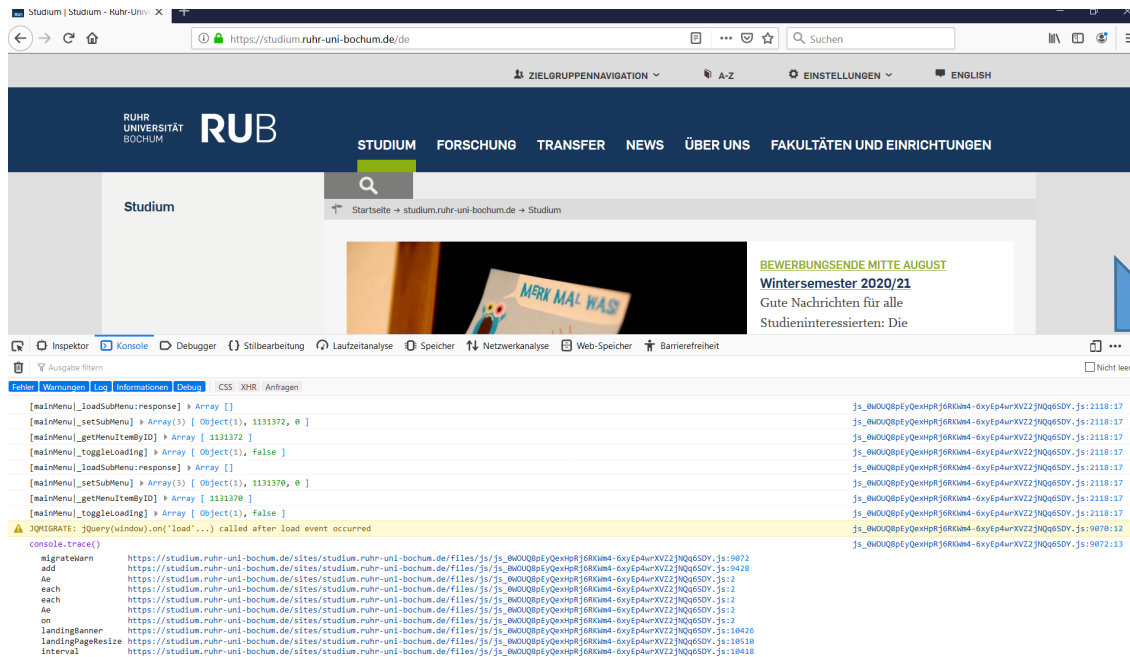 Studium | Studium - Ruhr-Univ
https://studium.ruhr-uni-bochum.de/de
Suchen
ZIELGRUPPENNAVIGATION A-Z EINSTELLUNGEN ENGLISH
RUHR
UNIVERSITÄT
BOCHUM
RUB
STUDIUM FORSCHUNG TRANSFER NEWS ÜBER UNS FAKULTÄTEN UND EINRICHTUNGEN
Studium
Startseite → studium.ruhr-uni-bochum.de → Studium
MERK MAL WAS!
BEWERBUNGSENDE MITTE AUGUST
Wintersemester 2020/21
Gute Nachrichten für alle
Studieninteressierten: Die
Inspektor Konsole Debugger Stilbearbeitung Laufzeitanalyse Speicher Netzwerkanalyse Web-Speicher Barrierefreiheit
Ausgabe filtern Nicht leer
Fehler Warnungen Log Informationen Debug CSS XHR Anfragen
[mainMenu|_loadSubMenu:response] Array [] js_0WOUQ8pEyQexHpRj6RKWm4-6xyEp4wrXVZ2jNQq6SDY.js:2118:17
[mainMenu|_setSubMenu] Array(3) [ Object(1), 1131372, 0 ] js_0WOUQ8pEyQexHpRj6RKWm4-6xyEp4wrXVZ2jNQq6SDY.js:2118:17
[mainMenu|_getMenuItemByID] Array [ 1131372 ] js_0WOUQ8pEyQexHpRj6RKWm4-6xyEp4wrXVZ2jNQq6SDY.js:2118:17
[mainMenu|_toggleLoading] Array [ Object(1), false ] js_0WOUQ8pEyQexHpRj6RKWm4-6xyEp4wrXVZ2jNQq6SDY.js:2118:17
[mainMenu|_loadSubMenu:response] Array [] js_0WOUQ8pEyQexHpRj6RKWm4-6xyEp4wrXVZ2jNQq6SDY.js:2118:17
[mainMenu|_setSubMenu] Array(3) [ Object(1), 1131370, 0 ] js_0WOUQ8pEyQexHpRj6RKWm4-6xyEp4wrXVZ2jNQq6SDY.js:2118:17
[mainMenu|_getMenuItemByID] Array [ 1131370 ] js_0WOUQ8pEyQexHpRj6RKWm4-6xyEp4wrXVZ2jNQq6SDY.js:2118:17
[mainMenu|_toggleLoading] Array [ Object(1), false ] js_0WOUQ8pEyQexHpRj6RKWm4-6xyEp4wrXVZ2jNQq6SDY.js:2118:17
JQMIGRATE: jQuery(window).on('load'...) called after load event occurred js_0WOUQ8pEyQexHpRj6RKWm4-6xyEp4wrXVZ2jNQq6SDY.js:9070:12
console.trace() js_0WOUQ8pEyQexHpRj6RKWm4-6xyEp4wrXVZ2jNQq6SDY.js:9072:13
migrateWarn https://studium.ruhr-uni-bochum.de/sites/studium.ruhr-uni-bochum.de/files/js/js_0WOUQ8pEyQexHpRj6RKWm4-6xyEp4wrXVZ2jNQq6SDY.js:9072
add https://studium.ruhr-uni-bochum.de/sites/studium.ruhr-uni-bochum.de/files/js/js_0WOUQ8pEyQexHpRj6RKWm4-6xyEp4wrXVZ2jNQq6SDY.js:9428
Ae https://studium.ruhr-uni-bochum.de/sites/studium.ruhr-uni-bochum.de/files/js/js_0WOUQ8pEyQexHpRj6RKWm4-6xyEp4wrXVZ2jNQq6SDY.js:2
each https://studium.ruhr-uni-bochum.de/sites/studium.ruhr-uni-bochum.de/files/js/js_0WOUQ8pEyQexHpRj6RKWm4-6xyEp4wrXVZ2jNQq6SDY.js:2
each https://studium.ruhr-uni-bochum.de/sites/studium.ruhr-uni-bochum.de/files/js/js_0WOUQ8pEyQexHpRj6RKWm4-6xyEp4wrXVZ2jNQq6SDY.js:2
Ae https://studium.ruhr-uni-bochum.de/sites/studium.ruhr-uni-bochum.de/files/js/js_0WOUQ8pEyQexHpRj6RKWm4-6xyEp4wrXVZ2jNQq6SDY.js:2
on https://studium.ruhr-uni-bochum.de/sites/studium.ruhr-uni-bochum.de/files/js/js_0WOUQ8pEyQexHpRj6RKWm4-6xyEp4wrXVZ2jNQq6SDY.js:2
landingBanner https://studium.ruhr-uni-bochum.de/sites/studium.ruhr-uni-bochum.de/files/js/js_0WOUQ8pEyQexHpRj6RKWm4-6xyEp4wrXVZ2jNQq6SDY.js:10426
landingPageResize https://studium.ruhr-uni-bochum.de/sites/studium.ruhr-uni-bochum.de/files/js/js_0WOUQ8pEyQexHpRj6RKWm4-6xyEp4wrXVZ2jNQq6SDY.js:10510
interval https://studium.ruhr-uni-bochum.de/sites/studium.ruhr-uni-bochum.de/files/js/js_0WOUQ8pEyQexHpRj6RKWm4-6xyEp4wrXVZ2jNQq6SDY.js:10418